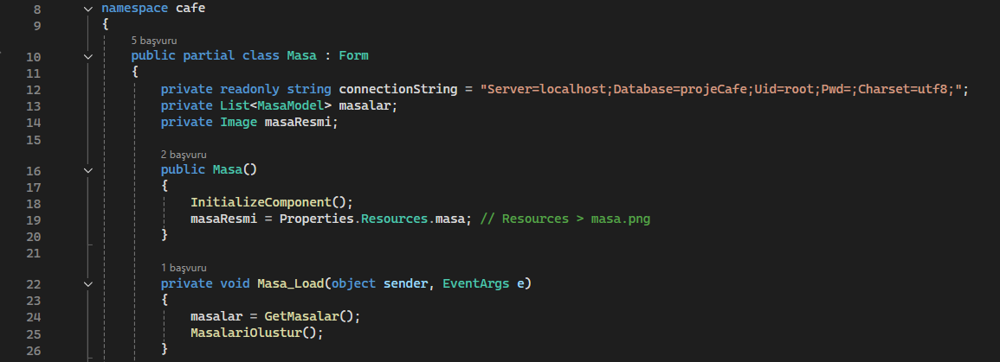 8 namespace cafe
9 {
5 başvuru
10 public partial class Masa : Form
11 {
12 private readonly string connectionString = "Server=localhost;Database=projeCafe;Uid=root;Pwd=;Charset=utf8;";
13 private List<MasaModel> masalar;
14 private Image masaResmi;
15
2 başvuru
16 public Masa()
17 {
18 InitializeComponent();
19 masaResmi = Properties.Resources.masa; // Resources > masa.png
20 }
21
1 başvuru
22 private void Masa_Load(object sender, EventArgs e)
23 {
24 masalar = GetMasalar();
25 MasalariOlustur();
26 }